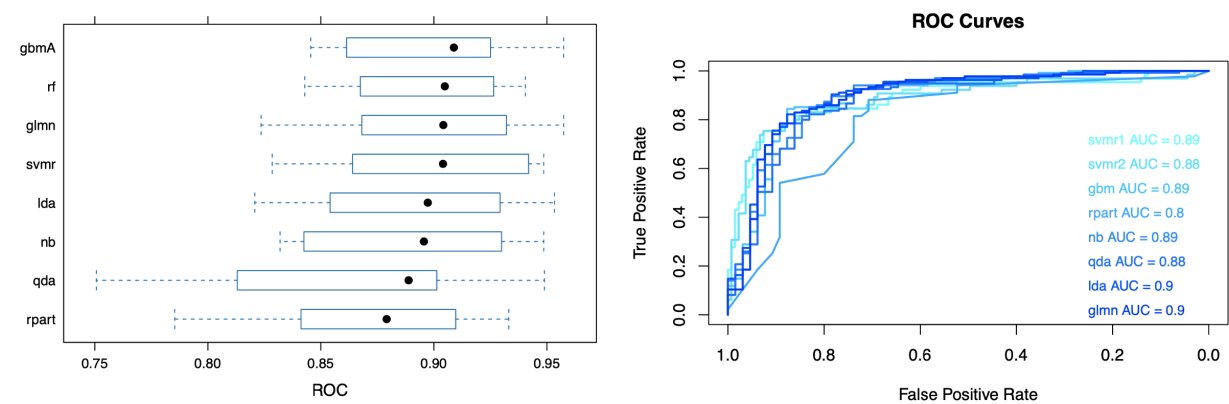 gbmA
rf
glmn
svmr
lda
nb
qda
rpart
0.75 0.80 0.85 0.90 0.95
ROC
ROC Curves
True Positive Rate
1.0
0.8
0.6
0.4
0.2
0.0
svmr1 AUC = 0.89
svmr2 AUC = 0.88
gbm AUC = 0.89
rpart AUC = 0.8
nb AUC = 0.89
qda AUC = 0.88
lda AUC = 0.9
glmn AUC = 0.9
1.0 0.8 0.6 0.4 0.2 0.0
False Positive Rate